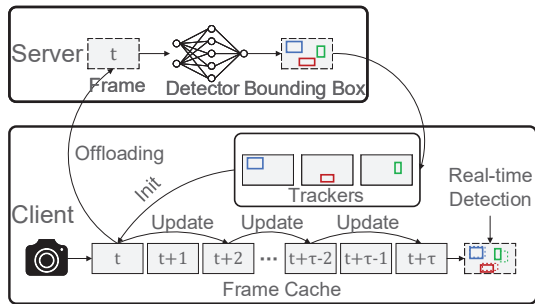 Server
t
Frame
Detector
Bounding Box
Offloading
Init
Trackers
Real-time
Detection
Client
Update
Update
Update
t
t+1
t+2
...
t+τ-2
t+τ-1
t+τ
Frame Cache